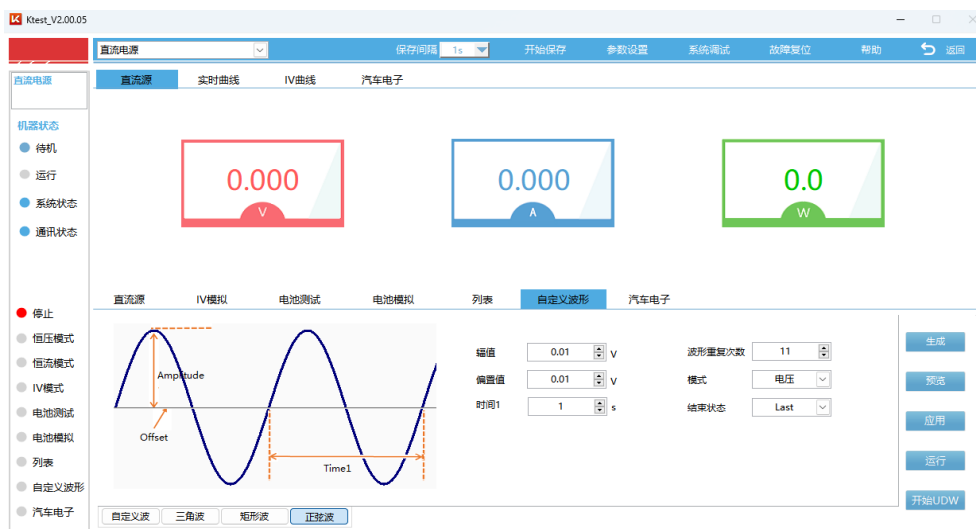 Ktest_V2.00.05
直流电源 保存间隔 1s 开始保存 参数设置 系统调试 故障复位 帮助 返回
直流电源
直流源 实时曲线 IV曲线 汽车电子
机器状态
待机
运行
系统状态
通讯状态
0.000
V
0.000
A
0.0
W
停止
恒压模式
恒流模式
IV模式
电池测试
电池模拟
列表
自定义波形
汽车电子
直流源 IV模拟 电池测试 电池模拟 列表 自定义波形 汽车电子
Amplitude
Offset
Time1
辐值 0.01 V 波形重复次数 11
偏置值 0.01 V 模式 电压
时间1 1 s 结束状态 Last
生成
预览
应用
运行
开始UDW
自定义波 三角波 矩形波 正弦波